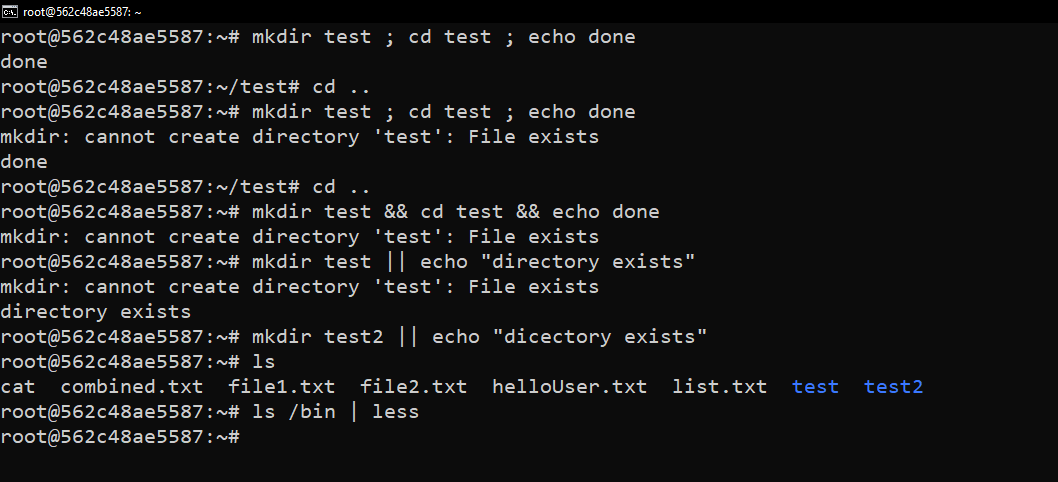 root@562c48ae5587: ~
root@562c48ae5587:~# mkdir test ; cd test ; echo done
done
root@562c48ae5587:~/test# cd ..
root@562c48ae5587:~# mkdir test ; cd test ; echo done
mkdir: cannot create directory 'test': File exists
done
root@562c48ae5587:~/test# cd ..
root@562c48ae5587:~# mkdir test && cd test && echo done
mkdir: cannot create directory 'test': File exists
root@562c48ae5587:~# mkdir test || echo "directory exists"
mkdir: cannot create directory 'test': File exists
directory exists
root@562c48ae5587:~# mkdir test2 || echo "dicectory exists"
root@562c48ae5587:~# ls
cat  combined.txt  file1.txt  file2.txt  helloUser.txt  list.txt  test  test2
root@562c48ae5587:~# ls /bin | less
root@562c48ae5587:~#